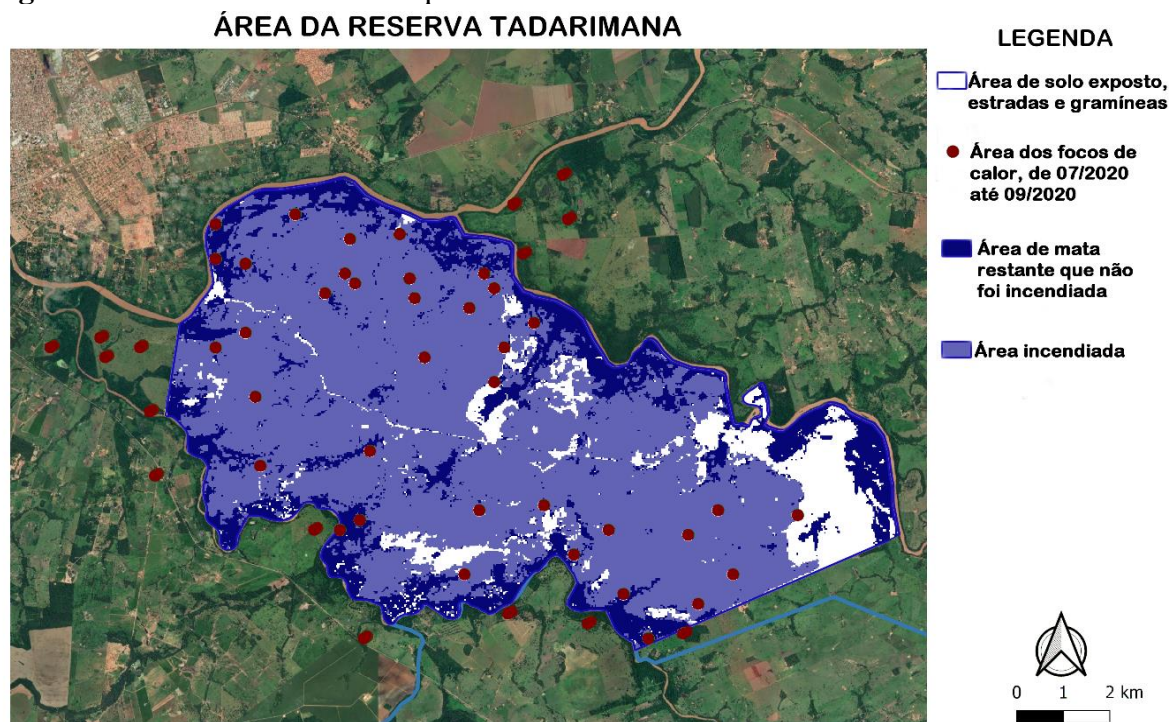 ÁREA DA RESERVA TADARIMANA
LEGENDA
Área de solo exposto,
estradas e gramíneas
Área dos focos de
calor, de 07/2020
até 09/2020
Área de mata
restante que não
foi incendiada
Área incendiada
0 1 2 km